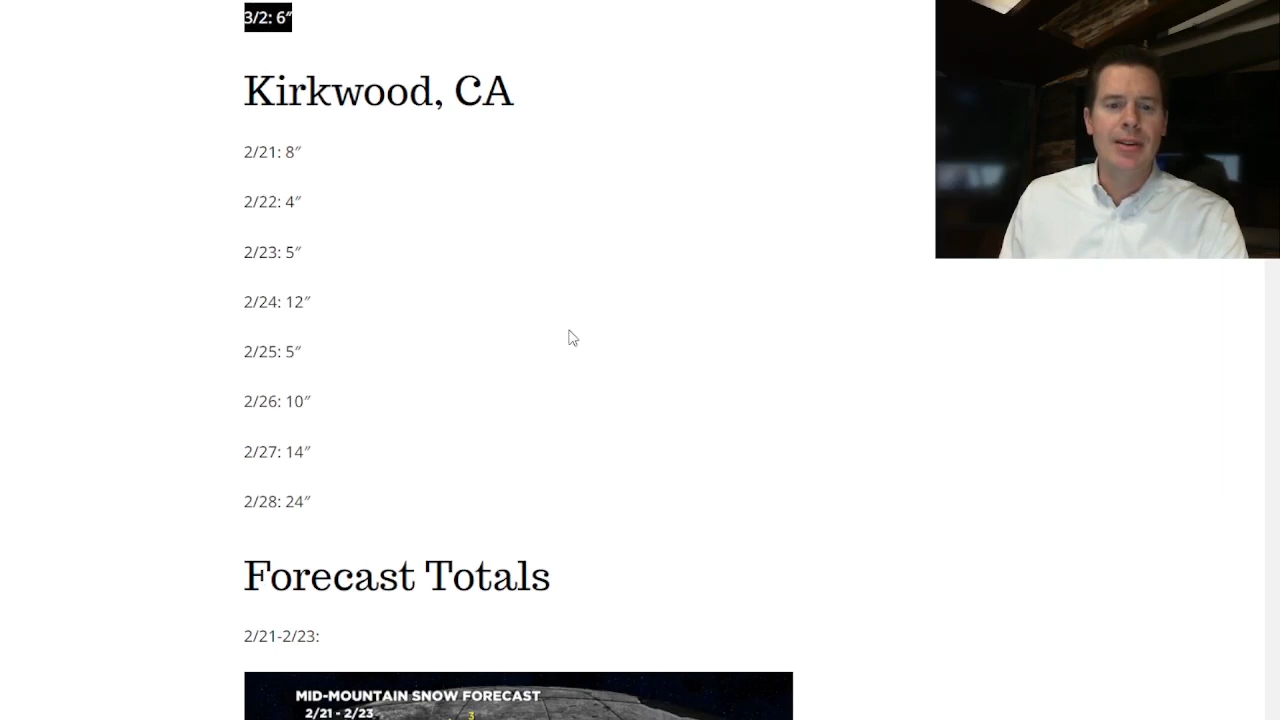 3/2: 6″
Kirkwood, CA
2/21: 8″
2/22: 4″
2/23: 5″
2/24: 12″
2/25: 5″
2/26: 10″
2/27: 14″
2/28: 24″
Forecast Totals
2/21-2/23:
MID-MOUNTAIN SNOW FORECAST
2/21 - 2/23
3